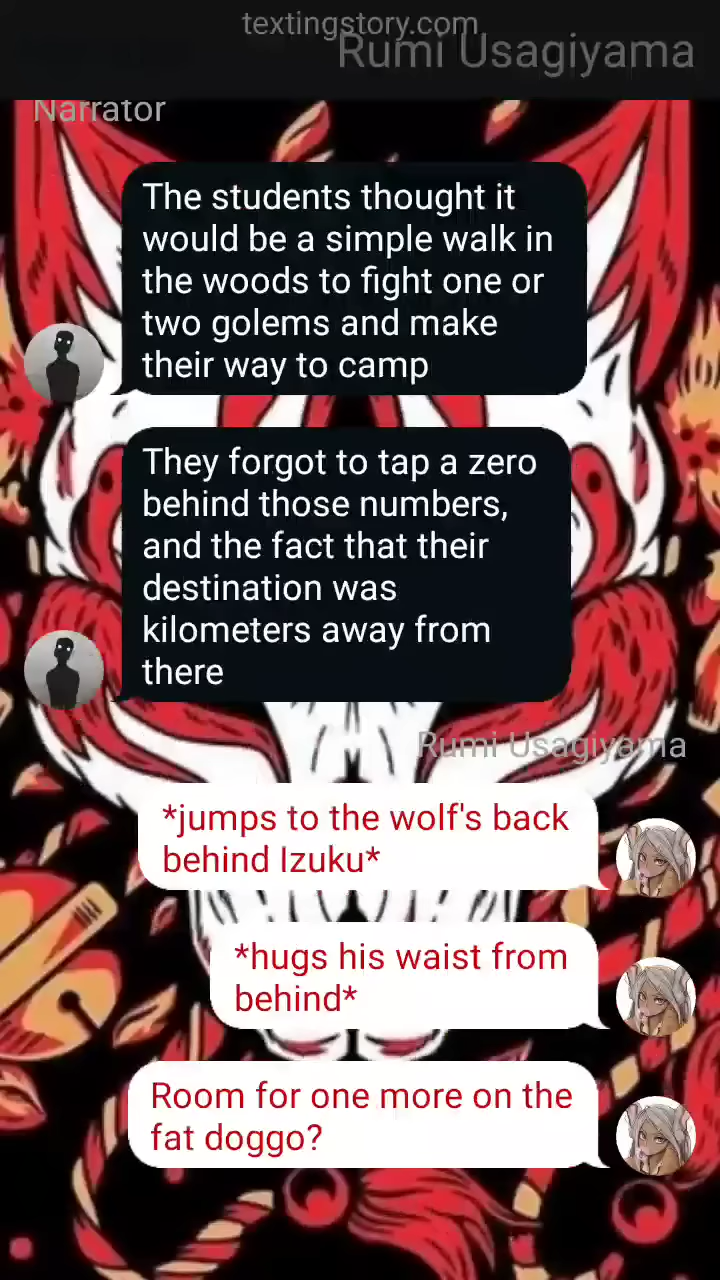 textingstory.com
Rumi Usagiyama
Narrator
The students thought it
would be a simple walk in
the woods to fight one or
two golems and make
their way to camp
They forgot to tap a zero
behind those numbers,
and the fact that their
destination was
kilometers away from
there
Rumi Usagiyama
*jumps to the wolf's back
behind Izuku*
*hugs his waist from
behind*
Room for one more on the
fat doggo?